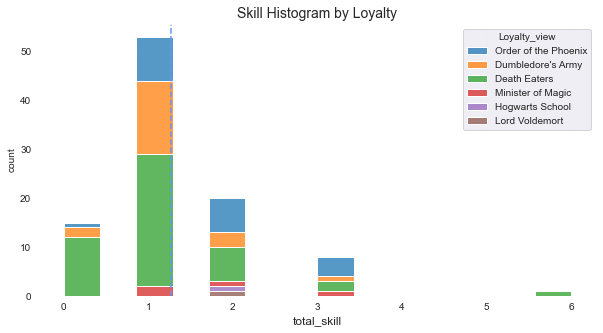 Skill Histogram by Loyalty
Loyalty_view
Order of the Phoenix
Dumbledore's Army
Death Eaters
Minister of Magic
Hogwarts School
Lord Voldemort
count
50
40
30
20
10
0
0 1 2 3 4 5 6
total_skill